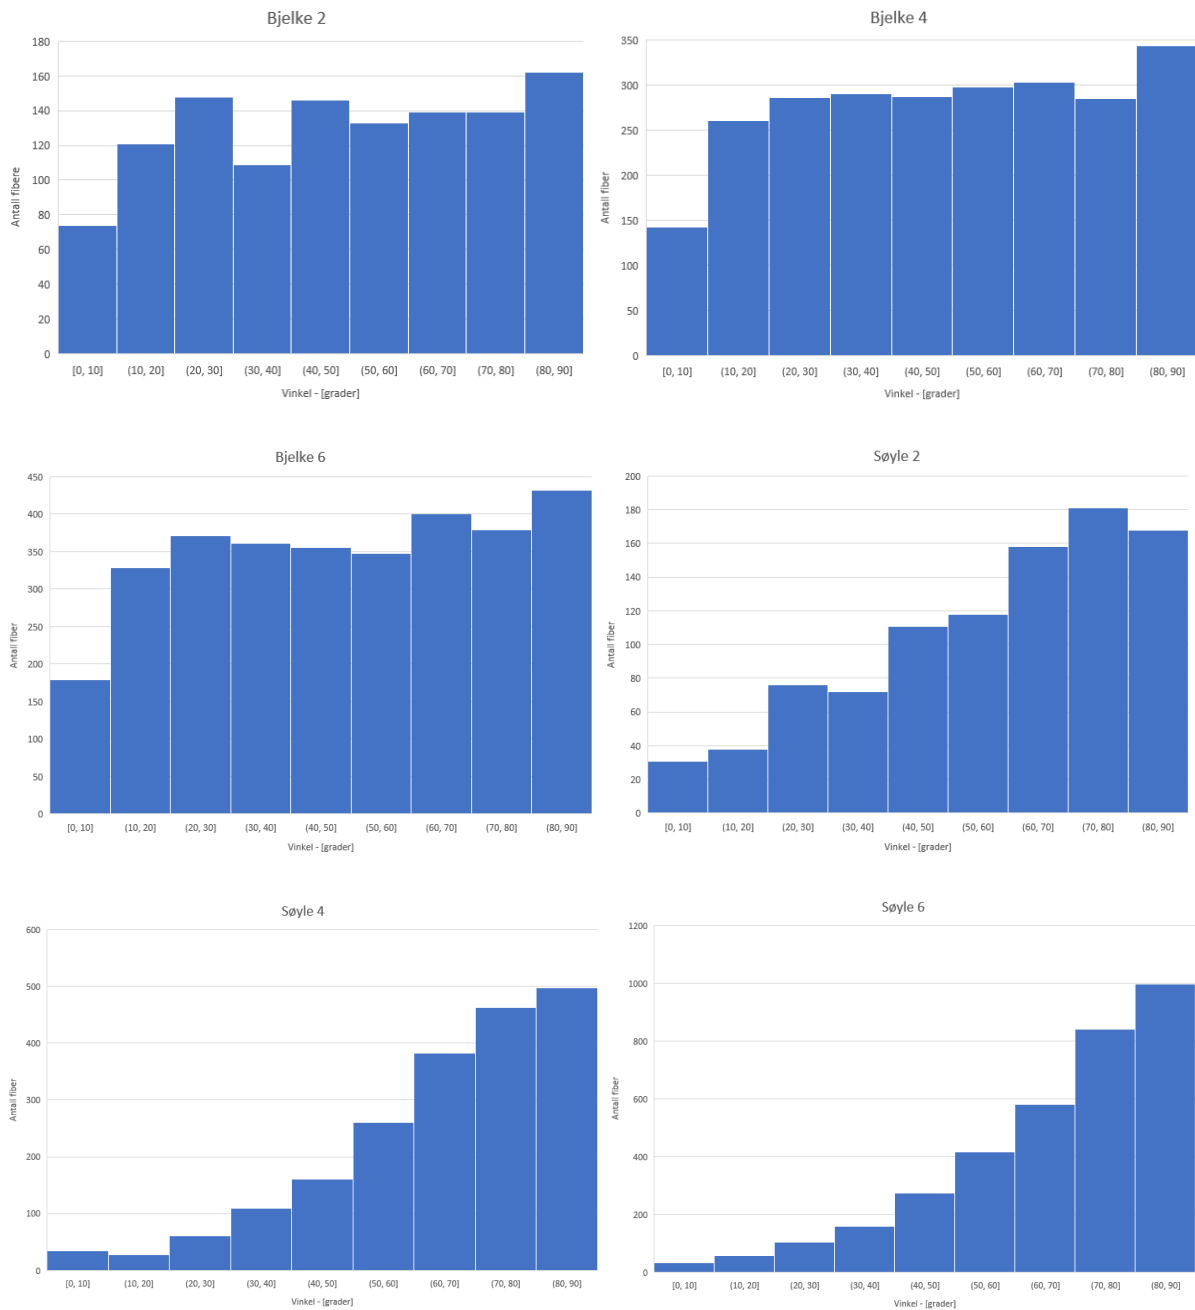 Bjelke 2
180
160
140
120
100
80
60
40
20
0
Antall fibere
[0, 10] (10, 20] (20, 30] (30, 40] (40, 50] (50, 60] (60, 70] (70, 80] (80, 90]
Vinkel - [grader]
Bjelke 4
350
300
250
200
150
100
50
0
Antall fiber
[0, 10] (10, 20] (20, 30] (30, 40] (40, 50] (50, 60] (60, 70] (70, 80] (80, 90]
Vinkel - [grader]
Bjelke 6
450
400
350
300
250
200
150
100
50
0
Antall fiber
[0, 10] (10, 20] (20, 30] (30, 40] (40, 50] (50, 60] (60, 70] (70, 80] (80, 90]
Vinkel - [grader]
Søyle 2
200
180
160
140
120
100
80
60
40
20
0
Antall fiber
[0, 10] (10, 20] (20, 30] (30, 40] (40, 50] (50, 60] (60, 70] (70, 80] (80, 90]
Vinkel - [grader]
Søyle 4
600
500
400
300
200
100
0
Antall fiber
[0, 10] (10, 20] (20, 30] (30, 40] (40, 50] (50, 60] (60, 70] (70, 80] (80, 90]
Vinkel - [grader]
Søyle 6
1200
1000
800
600
400
200
0
Antall fiber
[0, 10] (10, 20] (20, 30] (30, 40] (40, 50] (50, 60] (60, 70] (70, 80] (80, 90]
Vinkel - [grader]